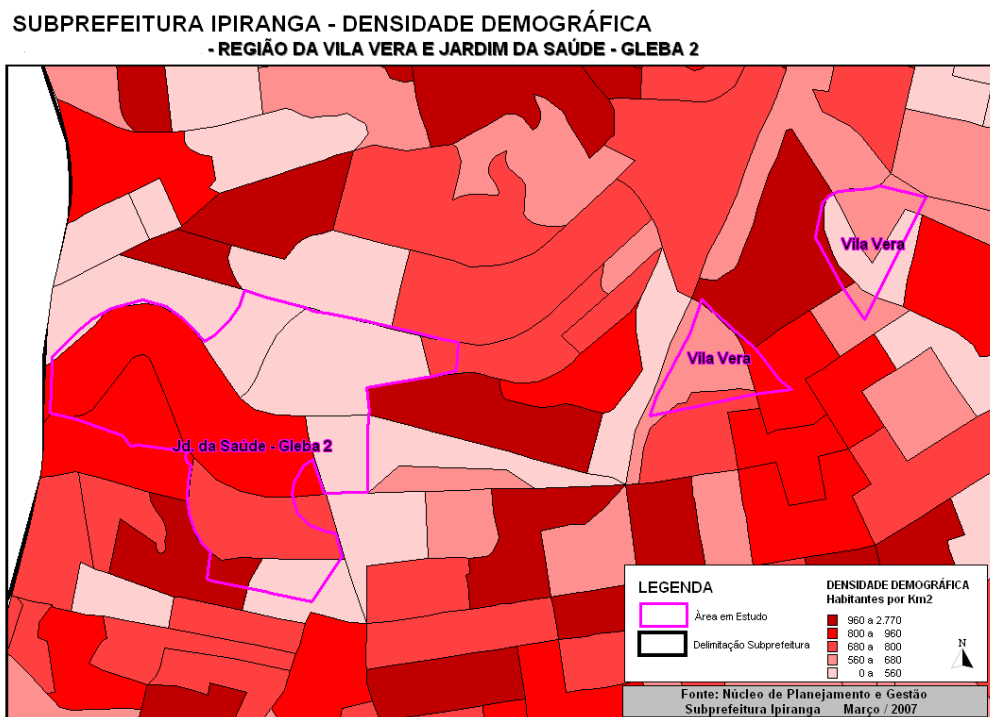 SUBPREFEITURA IPIRANGA - DENSIDADE DEMOGRÁFICA
- REGIÃO DA VILA VERA E JARDIM DA SAÚDE - GLEBA 2
Vila Vera
Vila Vera
Jd. da Saúde - Gleba 2
LEGENDA
Área em Estudo
Delimitação Subprefeitura
DENSIDADE DEMOGRÁFICA
Habitantes por Km2
960 a 2.770
800 a 960
680 a 800
560 a 680
0 a 560
N
Fonte: Núcleo de Planejamento e Gestão
Subprefeitura Ipiranga Março / 2007